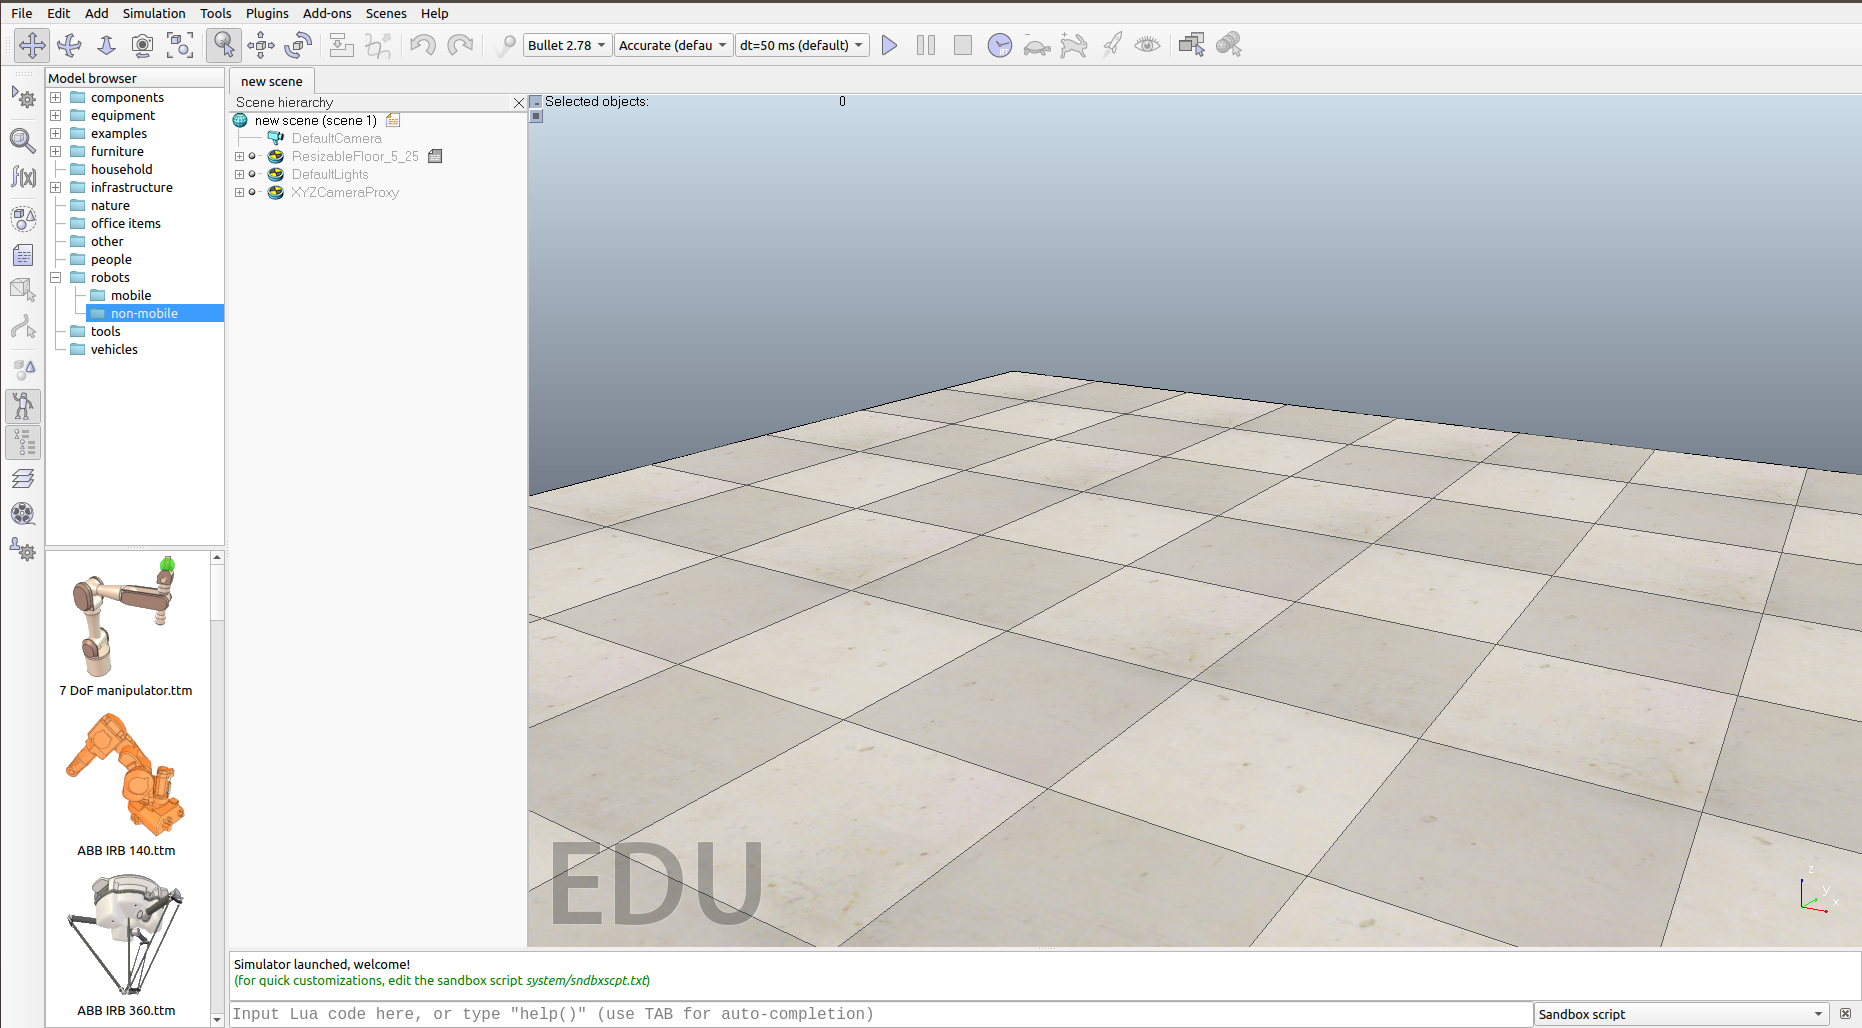 File Edit Add Simulation Tools Plugins Add-ons Scenes Help
Bullet 2.78 Accurate (defau dt=50 ms (default)
RT
f(x)
Model browser
components
equipment
examples
furniture
household
infrastructure
nature
office items
other
people
robots
mobile
non-mobile
tools
vehicles
7 DoF manipulator.ttm
ABB IRB 140.ttm
ABB IRB 360.ttm
new scene
Scene hierarchy
new scene (scene 1)
DefaultCamera
ResizableFloor_5_25
DefaultLights
XYZCameraProxy
Selected objects: 0
EDU
z
y
x
Simulator launched, welcome!
(for quick customizations, edit the sandbox script system/sndbxscpt.txt)
Input Lua code here, or type "help()" (use TAB for auto-completion)
Sandbox script